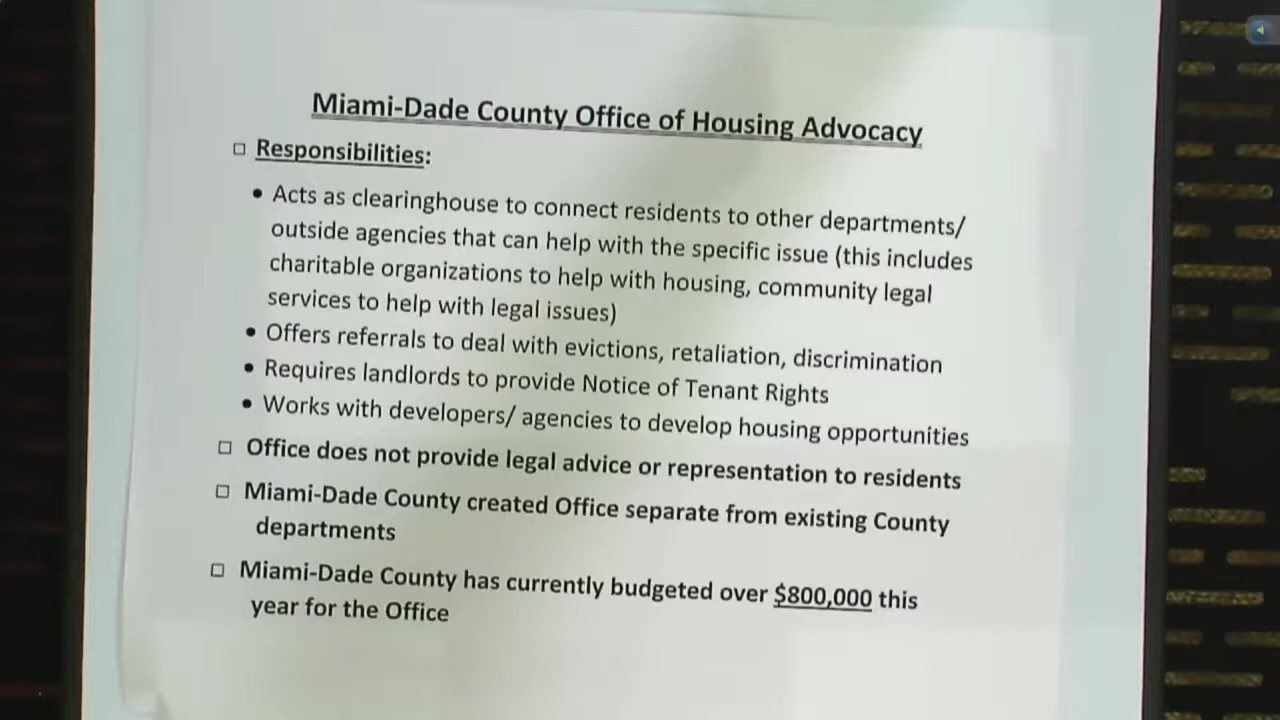 Miami-Dade County Office of Housing Advocacy
□ Responsibilities:
• Acts as clearinghouse to connect residents to other departments/
outside agencies that can help with the specific issue (this includes
charitable organizations to help with housing, community legal
services to help with legal issues)
• Offers referrals to deal with evictions, retaliation, discrimination
• Requires landlords to provide Notice of Tenant Rights
• Works with developers/ agencies to develop housing opportunities
□ Office does not provide legal advice or representation to residents
□ Miami-Dade County created Office separate from existing County
departments
□ Miami-Dade County has currently budgeted over $800,000 this
year for the Office